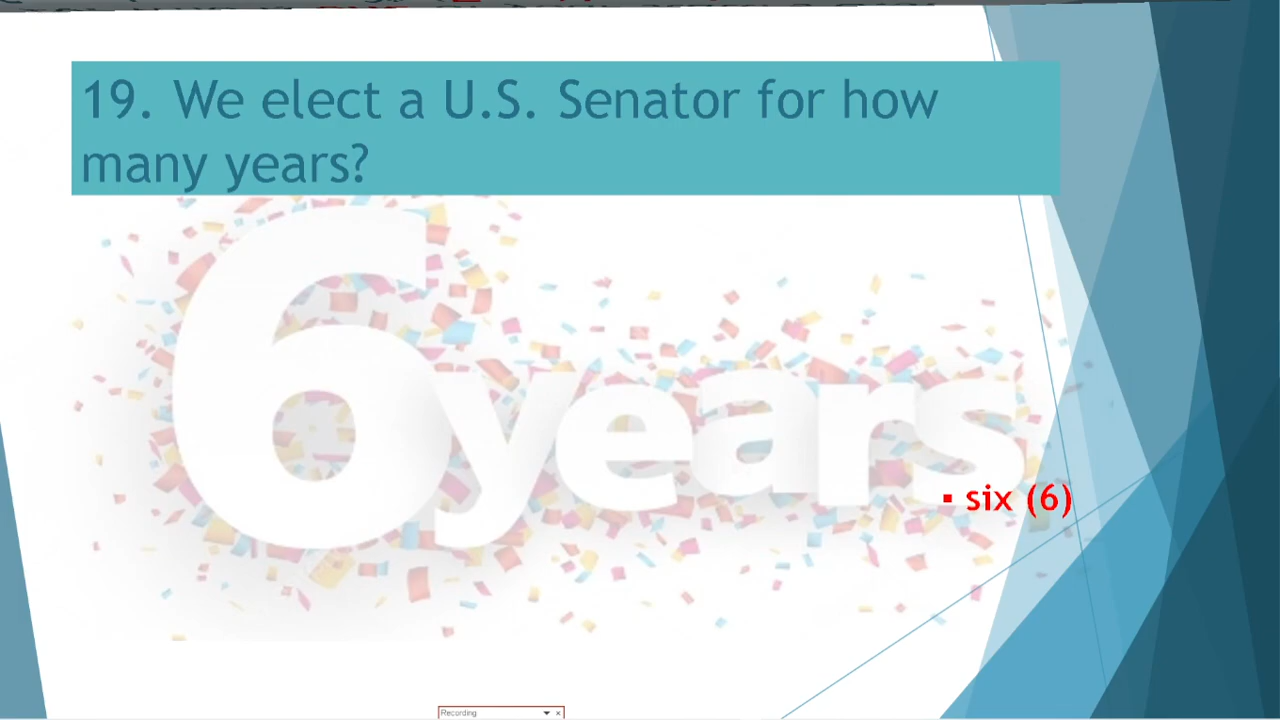 19. We elect a U.S. Senator for how
many years?
6years
▪ six (6)
Recording